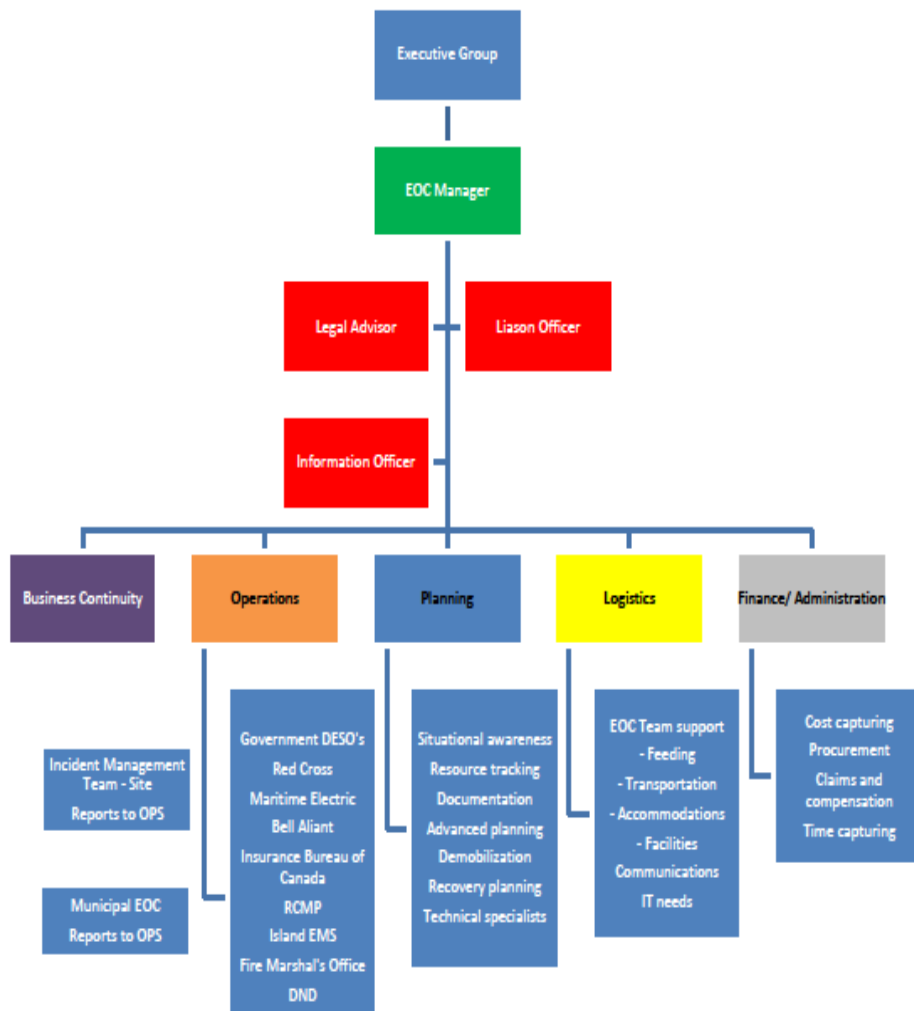 Executive Group
EOC Manager
Legal Advisor
Liason Officer
Information Officer
Business Continuity
Operations
Planning
Logistics
Finance/ Administration
Incident Management
Team - Site
Reports to OPS
Municipal EOC
Reports to OPS
Government DESO's
Red Cross
Maritime Electric
Bell Aliant
Insurance Bureau of
Canada
RCMP
Island EMS
Fire Marshal's Office
DND
Situational awareness
Resource tracking
Documentation
Advanced planning
Demobilization
Recovery planning
Technical specialists
EOC Team support
- Feeding
- Transportation
- Accommodations
- Facilities
Communications
IT needs
Cost capturing
Procurement
Claims and
compensation
Time capturing